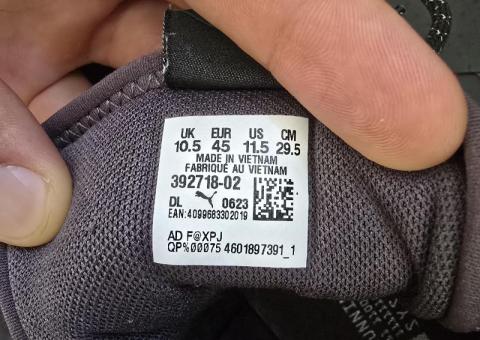 UK EUR US CM
10.5 45 11.5 29.5
MADE IN VIETNAM
FABRIQUÉ AU VIETNAM
392718-02
DL 0623
EAN:4099683302019
AD F@XPJ
QP%00075 4601897391_1